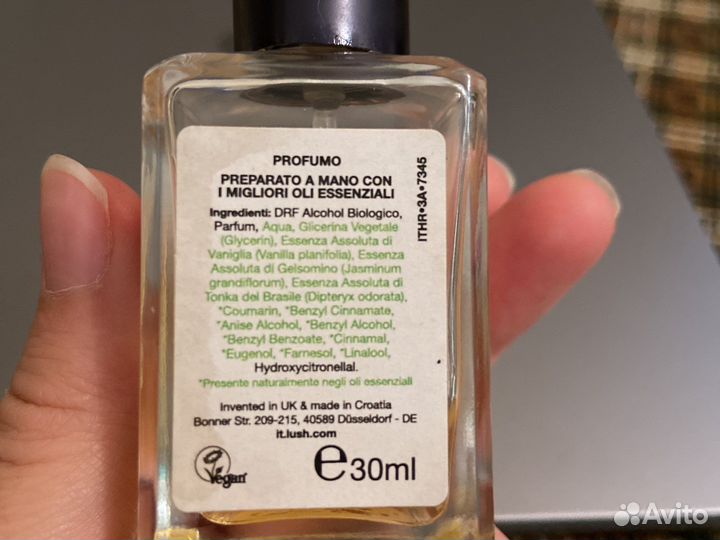 PROFUMO
PREPARATO A MANO CON
I MIGLIORI OLI ESSENZIALI
Ingredienti: DRF Alcohol Biologico,
Parfum, Aqua, Glicerina Vegetale
(Glycerin), Essenza Assoluta di
Vaniglia (Vanilla planifolia), Essenza
Assoluta di Gelsomino (Jasminum
grandiflorum), Essenza Assoluta di
Tonka del Brasile (Dipteryx odorata),
*Coumarin, *Benzyl Cinnamate,
*Anise Alcohol, *Benzyl Alcohol,
*Benzyl Benzoate, *Cinnamal,
*Eugenol, *Farnesol, *Linalool,
Hydroxycitronellal.
*Presente naturalmente negli oli essenziali
Invented in UK & made in Croatia
Bonner Str. 209-215, 40589 Düsseldorf - DE
it.lush.com
Vegan
e30ml
ITHR•3A•7345
Avito